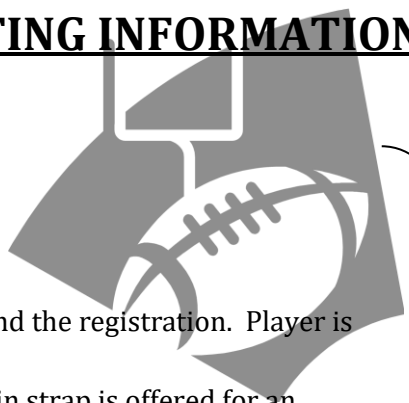 TING INFORMATION
nd the registration.  Player is
in strap is offered for an